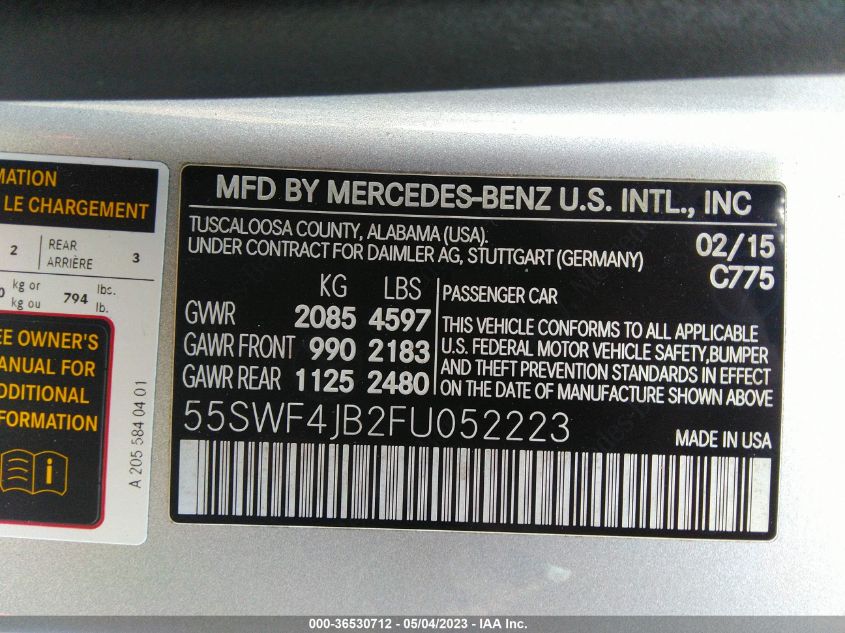 MATION
LE CHARGEMENT
2 REAR ARRIÈRE 3
kg or kg ou 794 lbs. lb.
EE OWNER'S
ANUAL FOR
DDITIONAL
TION
A 205 584 04 01
MFD BY MERCEDES-BENZ U.S. INTL., INC
TUSCALOOSA COUNTY, ALABAMA (USA).
UNDER CONTRACT FOR DAIMLER AG, STUTTGART (GERMANY)
02/15
C775
KG LBS
GVWR 2085 4597
GAWR FRONT 990 2183
GAWR REAR 1125 2480
PASSENGER CAR
THIS VEHICLE CONFORMS TO ALL APPLICABLE
U.S. FEDERAL MOTOR VEHICLE SAFETY,BUMPER
AND THEFT PREVENTION STANDARDS IN EFFECT
ON THE DATE OF MANUFACTURE SHOWN ABOVE
55SWF4JB2FU052223
MADE IN USA
000-36530712 - 05/04/2023 - IAA Inc.